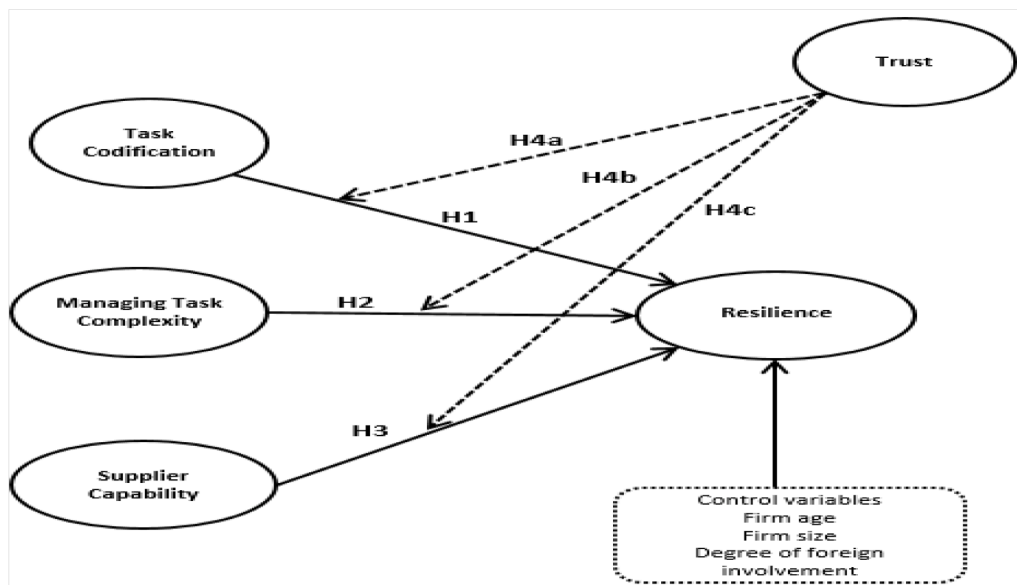 Trust
Task
Codification
H4a
H4b
H4c
H1
Managing Task
Complexity
H2
Resilience
H3
Supplier
Capability
Control variables
Firm age
Firm size
Degree of foreign
involvement